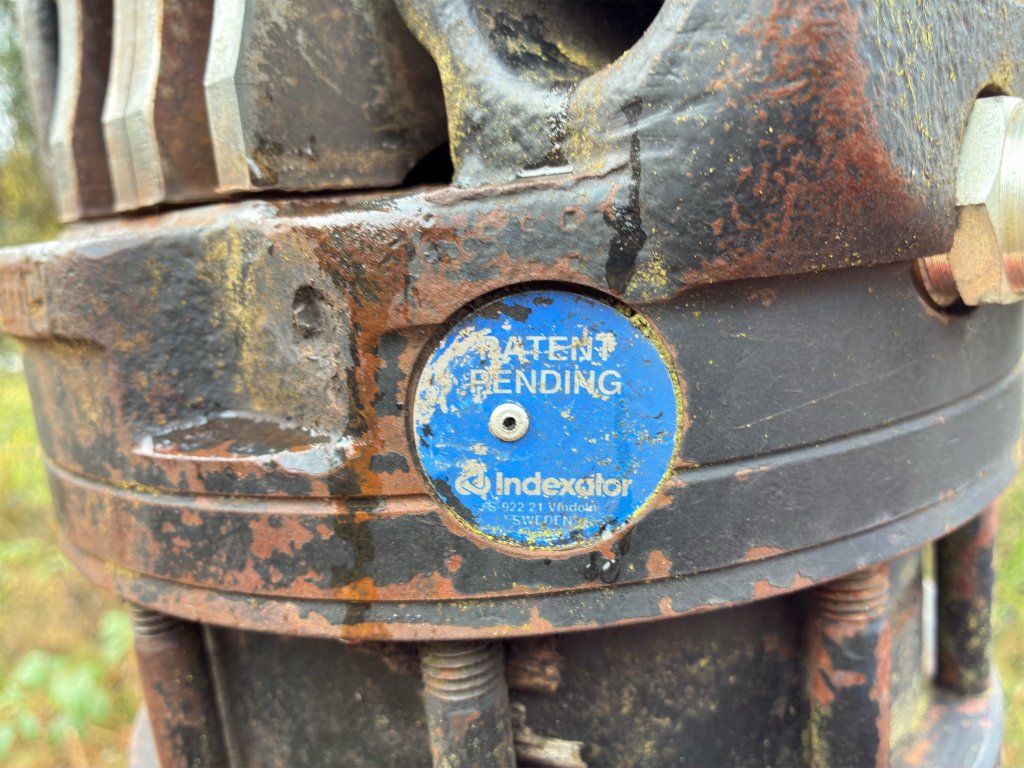 PATENT
PENDING
Indexator
S-922 21 Vindeln
SWEDEN